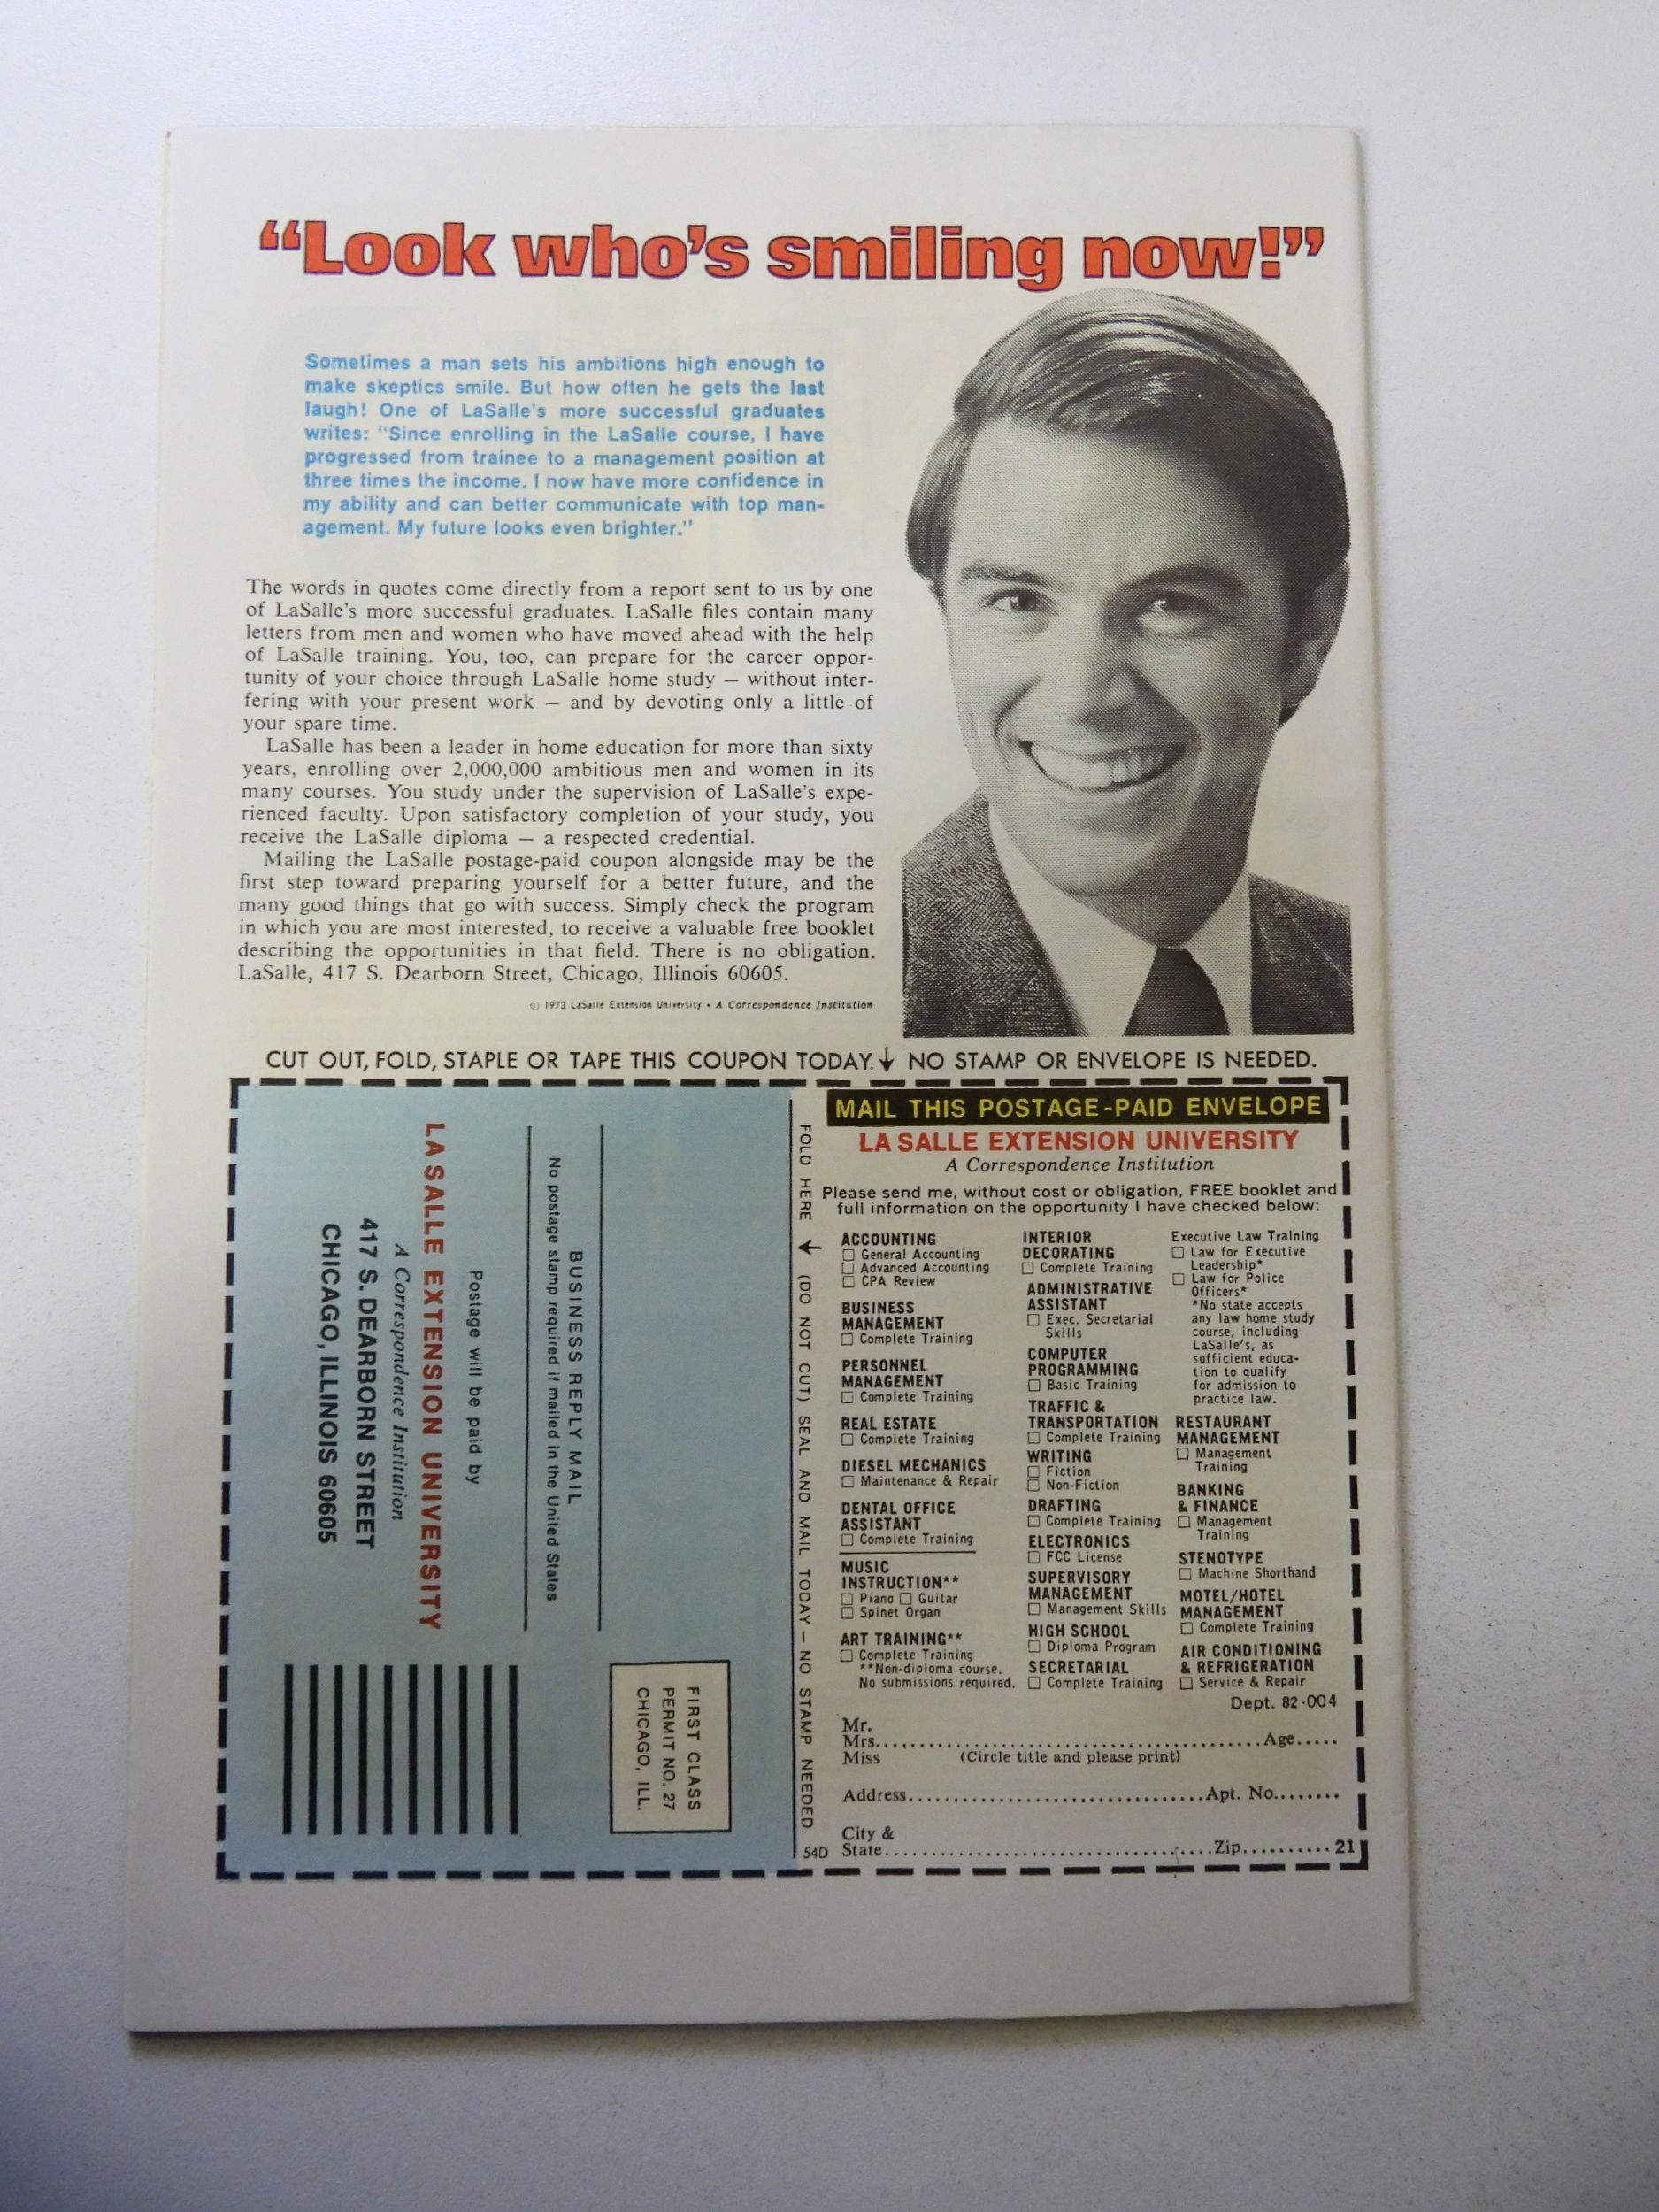 “Look who’s smiling now!”
Sometimes a man sets his ambitions high enough to
make skeptics smile. But how often he gets the last
laugh! One of LaSalle's more successful graduates
writes: "Since enrolling in the LaSalle course, I have
progressed from trainee to a management position at
three times the income. I now have more confidence in
my ability and can better communicate with top man-
agement. My future looks even brighter."
The words in quotes come directly from a report sent to us by one
of LaSalle's more successful graduates. LaSalle files contain many
letters from men and women who have moved ahead with the help
of LaSalle training. You, too, can prepare for the career oppor-
tunity of your choice through LaSalle home study — without inter-
fering with your present work — and by devoting only a little of
your spare time.
LaSalle has been a leader in home education for more than sixty
years, enrolling over 2,000,000 ambitious men and women in its
many courses. You study under the supervision of LaSalle's expe-
rienced faculty. Upon satisfactory completion of your study, you
receive the LaSalle diploma — a respected credential.
Mailing the LaSalle postage-paid coupon alongside may be the
first step toward preparing yourself for a better future, and the
many good things that go with success. Simply check the program
in which you are most interested, to receive a valuable free booklet
describing the opportunities in that field. There is no obligation.
LaSalle, 417 S. Dearborn Street, Chicago, Illinois 60605.
© 1973 LaSalle Extension University • A Correspondence Institution
CUT OUT, FOLD, STAPLE OR TAPE THIS COUPON TODAY.↓ NO STAMP OR ENVELOPE IS NEEDED.
FIRST CLASS
PERMIT NO. 27
CHICAGO, ILL.
BUSINESS REPLY MAIL
No postage stamp required if mailed in the United States
Postage will be paid by
LA SALLE EXTENSION UNIVERSITY
A Correspondence Institution
417 S. DEARBORN STREET
CHICAGO, ILLINOIS 60605
FOLD HERE ← (DO NOT CUT) SEAL AND MAIL TODAY – NO STAMP NEEDED.
54D
MAIL THIS POSTAGE-PAID ENVELOPE
LA SALLE EXTENSION UNIVERSITY
A Correspondence Institution
Please send me, without cost or obligation, FREE booklet and
full information on the opportunity I have checked below:
ACCOUNTING
☐ General Accounting
☐ Advanced Accounting
☐ CPA Review
BUSINESS
MANAGEMENT
☐ Complete Training
PERSONNEL
MANAGEMENT
☐ Complete Training
REAL ESTATE
☐ Complete Training
DIESEL MECHANICS
☐ Maintenance & Repair
DENTAL OFFICE
ASSISTANT
☐ Complete Training
MUSIC
INSTRUCTION**
☐ Piano ☐ Guitar
☐ Spinet Organ
ART TRAINING**
☐ Complete Training
**Non-diploma course.
No submissions required.
INTERIOR
DECORATING
☐ Complete Training
ADMINISTRATIVE
ASSISTANT
☐ Exec. Secretarial
Skills
COMPUTER
PROGRAMMING
☐ Basic Training
TRAFFIC &
TRANSPORTATION
☐ Complete Training
WRITING
☐ Fiction
☐ Non-Fiction
DRAFTING
☐ Complete Training
ELECTRONICS
☐ FCC License
SUPERVISORY
MANAGEMENT
☐ Management Skills
HIGH SCHOOL
☐ Diploma Program
SECRETARIAL
☐ Complete Training
Executive Law Training
☐ Law for Executive
Leadership*
☐ Law for Police
Officers*
*No state accepts
any law home study
course, including
LaSalle's, as
sufficient educa-
tion to qualify
for admission to
practice law.
RESTAURANT
MANAGEMENT
☐ Management
Training
BANKING
& FINANCE
☐ Management
Training
STENOTYPE
☐ Machine Shorthand
MOTEL/HOTEL
MANAGEMENT
☐ Complete Training
AIR CONDITIONING
& REFRIGERATION
☐ Service & Repair
Dept. 82-004
Mr.
Mrs..............................................Age.....
Miss (Circle title and please print)
Address...................................Apt. No........
City &
State........................................Zip.......... 21